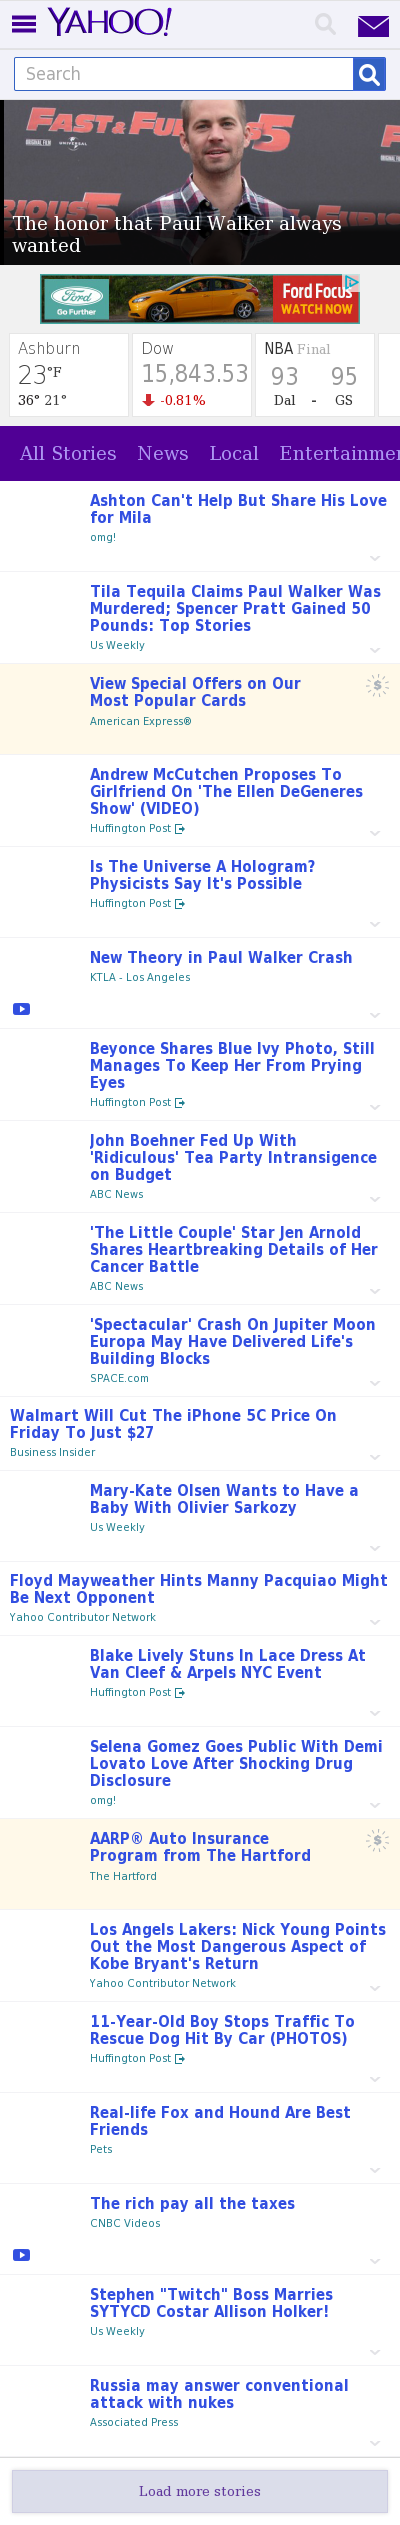 YAHOO!
Search
FAST & FURIOUS 5
UNIVERSAL
The honor that Paul Walker always
wanted
Ford
Go Further
Ford Focus
WATCH NOW
Ashburn
23°F
36° 21°
Dow
15,843.53
-0.81%
NBA Final
93 95
Dal - GS
All Stories News Local Entertainmen
Ashton Can't Help But Share His Love
for Mila
omg!
Tila Tequila Claims Paul Walker Was
Murdered; Spencer Pratt Gained 50
Pounds: Top Stories
Us Weekly
View Special Offers on Our
Most Popular Cards
American Express®
$
Andrew McCutchen Proposes To
Girlfriend On 'The Ellen DeGeneres
Show' (VIDEO)
Huffington Post
Is The Universe A Hologram?
Physicists Say It's Possible
Huffington Post
New Theory in Paul Walker Crash
KTLA - Los Angeles
Beyonce Shares Blue Ivy Photo, Still
Manages To Keep Her From Prying
Eyes
Huffington Post
John Boehner Fed Up With
'Ridiculous' Tea Party Intransigence
on Budget
ABC News
'The Little Couple' Star Jen Arnold
Shares Heartbreaking Details of Her
Cancer Battle
ABC News
'Spectacular' Crash On Jupiter Moon
Europa May Have Delivered Life's
Building Blocks
SPACE.com
Walmart Will Cut The iPhone 5C Price On
Friday To Just $27
Business Insider
Mary-Kate Olsen Wants to Have a
Baby With Olivier Sarkozy
Us Weekly
Floyd Mayweather Hints Manny Pacquiao Might
Be Next Opponent
Yahoo Contributor Network
Blake Lively Stuns In Lace Dress At
Van Cleef & Arpels NYC Event
Huffington Post
Selena Gomez Goes Public With Demi
Lovato Love After Shocking Drug
Disclosure
omg!
AARP® Auto Insurance
Program from The Hartford
The Hartford
$
Los Angels Lakers: Nick Young Points
Out the Most Dangerous Aspect of
Kobe Bryant's Return
Yahoo Contributor Network
11-Year-Old Boy Stops Traffic To
Rescue Dog Hit By Car (PHOTOS)
Huffington Post
Real-life Fox and Hound Are Best
Friends
Pets
The rich pay all the taxes
CNBC Videos
Stephen "Twitch" Boss Marries
SYTYCD Costar Allison Holker!
Us Weekly
Russia may answer conventional
attack with nukes
Associated Press
Load more stories